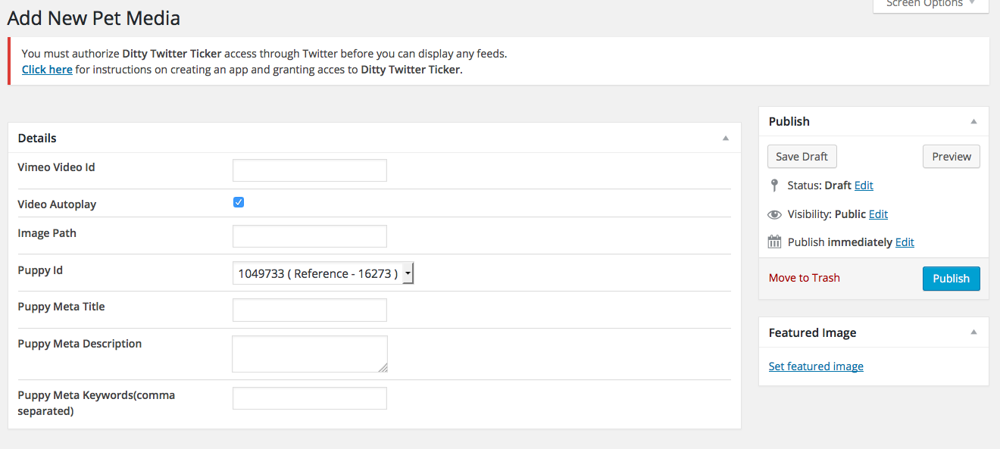 Screen Options
Add New Pet Media
You must authorize Ditty Twitter Ticker access through Twitter before you can display any feeds.
Click here for instructions on creating an app and granting acces to Ditty Twitter Ticker.
Details
Vimeo Video Id
Video Autoplay
Image Path
Puppy Id
1049733 ( Reference - 16273 )
Puppy Meta Title
Puppy Meta Description
Puppy Meta Keywords(comma
separated)
Publish
Save Draft
Preview
Status: Draft Edit
Visibility: Public Edit
Publish immediately Edit
Move to Trash
Publish
Featured Image
Set featured image